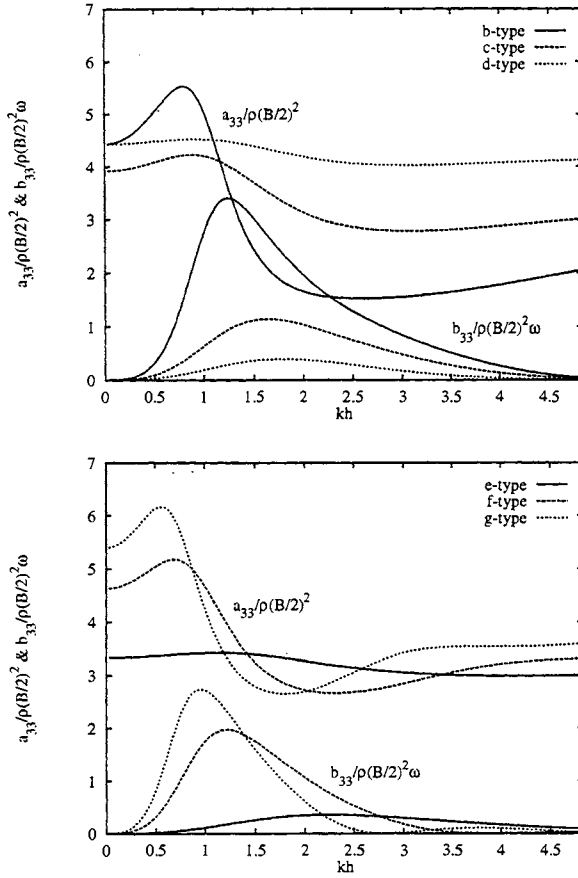 7
b-type
c-type
d-type
6
a33/ρ(B/2)²
5
4
3
2
b33/ρ(B/2)²ω
1
0
a33/ρ(B/2)² & b33/ρ(B/2)²ω
0 0.5 1 1.5 2 2.5 3 3.5 4 4.5
kh
7
e-type
f-type
g-type
6
5
a33/ρ(B/2)²
4
3
2
b33/ρ(B/2)²ω
1
0
a33/ρ(B/2)² & b33/ρ(B/2)²ω
0 0.5 1 1.5 2 2.5 3 3.5 4 4.5
kh